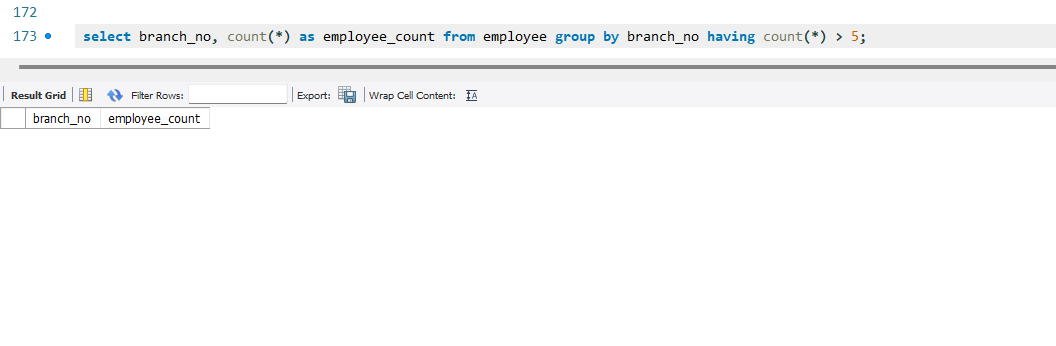 172
173 select branch_no, count(*) as employee_count from employee group by branch_no having count(*) > 5;
Result Grid Filter Rows: Export: Wrap Cell Content: IA
branch_no employee_count